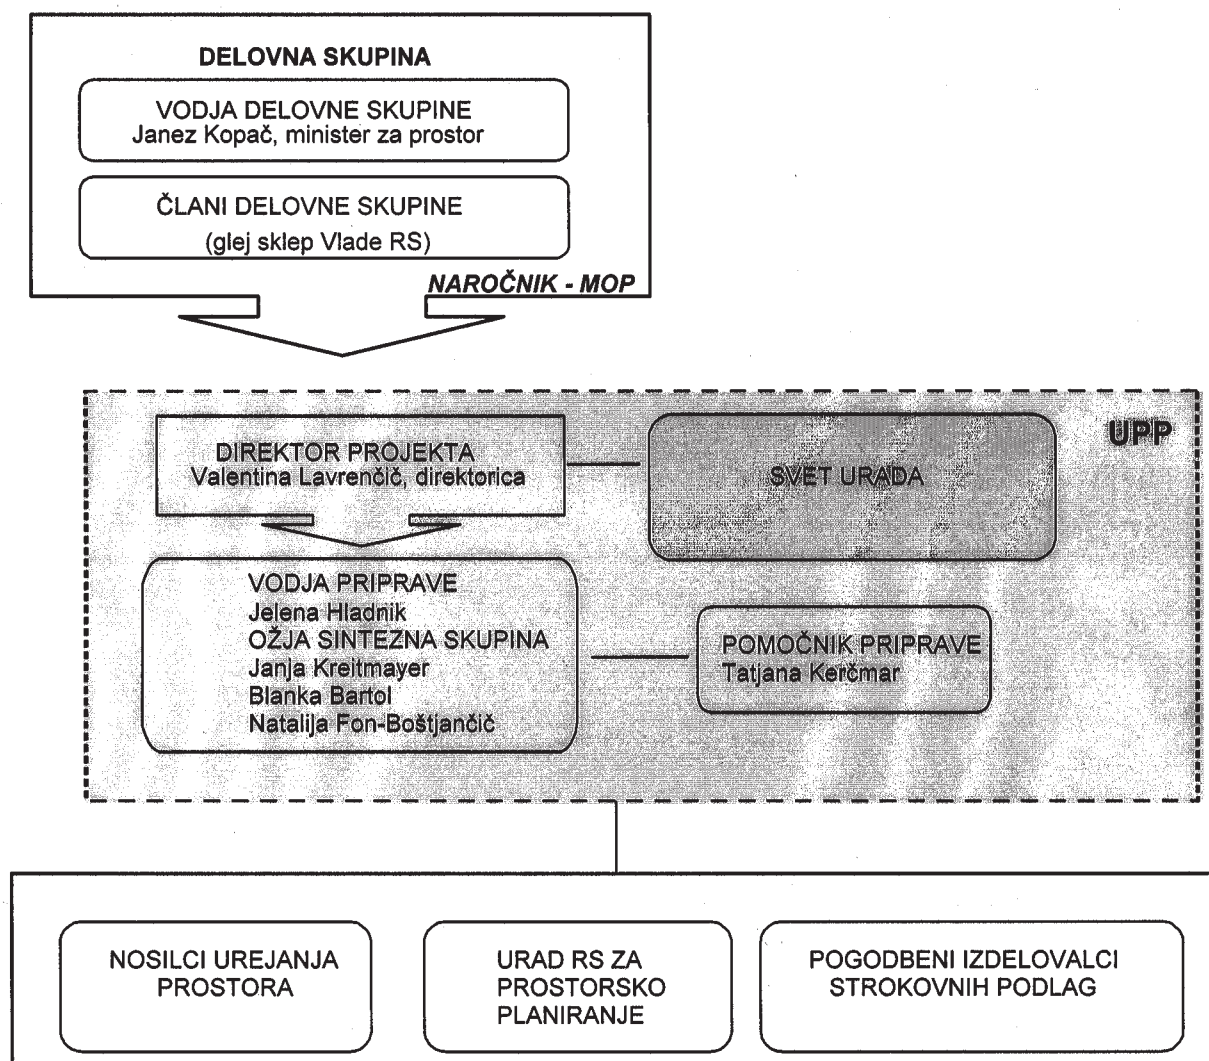 DELOVNA SKUPINA
VODJA DELOVNE SKUPINE
Janez Kopač, minister za prostor
ČLANI DELOVNE SKUPINE
(glej sklep Vlade RS)
NAROČNIK - MOP
UPP
DIREKTOR PROJEKTA
Valentina Lavrenčič, direktorica
SVET URADA
VODJA PRIPRAVE
Jelena Hladnik
OŽJA SINTEZNA SKUPINA
Janja Kreitmayer
Blanka Bartol
Natalija Fon-Boštjančič
POMOČNIK PRIPRAVE
Tatjana Kerčmar
NOSILCI UREJANJA
PROSTORA
URAD RS ZA
PROSTORSKO
PLANIRANJE
POGODBENI IZDELOVALCI
STROKOVNIH PODLAG